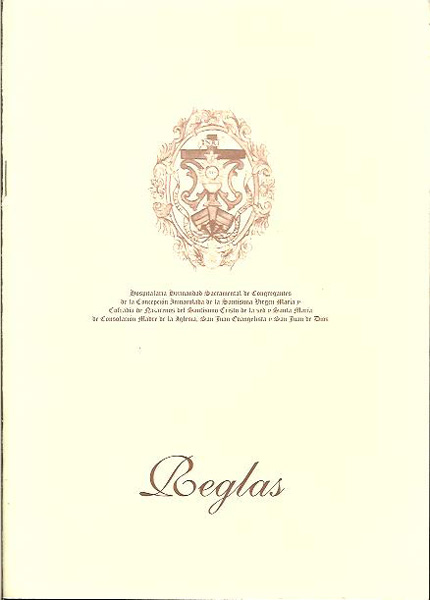 Hospitalaria Hermandad Sacramental de Congregantes
de la Concepción Inmaculada de la Santísima Virgen María y
Cofradía de Nazarenos del Santísimo Cristo de la sed y Santa María
de Consolación Madre de la Iglesia, San Juan Evangelista y San Juan de Dios
Reglas